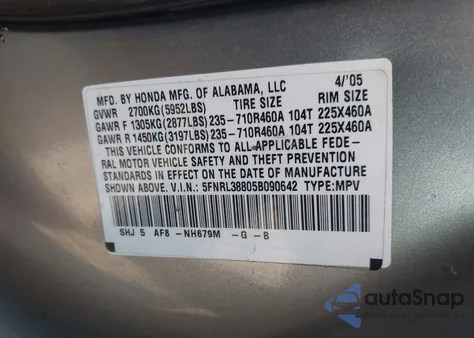 MFD. BY HONDA MFG. OF ALABAMA, LLC 4/'05
GVWR 2700KG(5952LBS) TIRE SIZE RIM SIZE
GAWR F 1305KG(2877LBS) 235-710R460A 104T 225X460A
GAWR R 1450KG(3197LBS) 235-710R460A 104T 225X460A
THIS VEHICLE CONFORMS TO ALL APPLICABLE FEDE-
RAL MOTOR VEHICLE SAFETY AND THEFT PREVENTION
STANDARDS IN EFFECT ON THE DATE OF MANUFACTURE
SHOWN ABOVE. V.I.N.: 5FNRL38805B090642 TYPE:MPV
SHJ 5 AF8 -NH679M -G -B
autoSnap